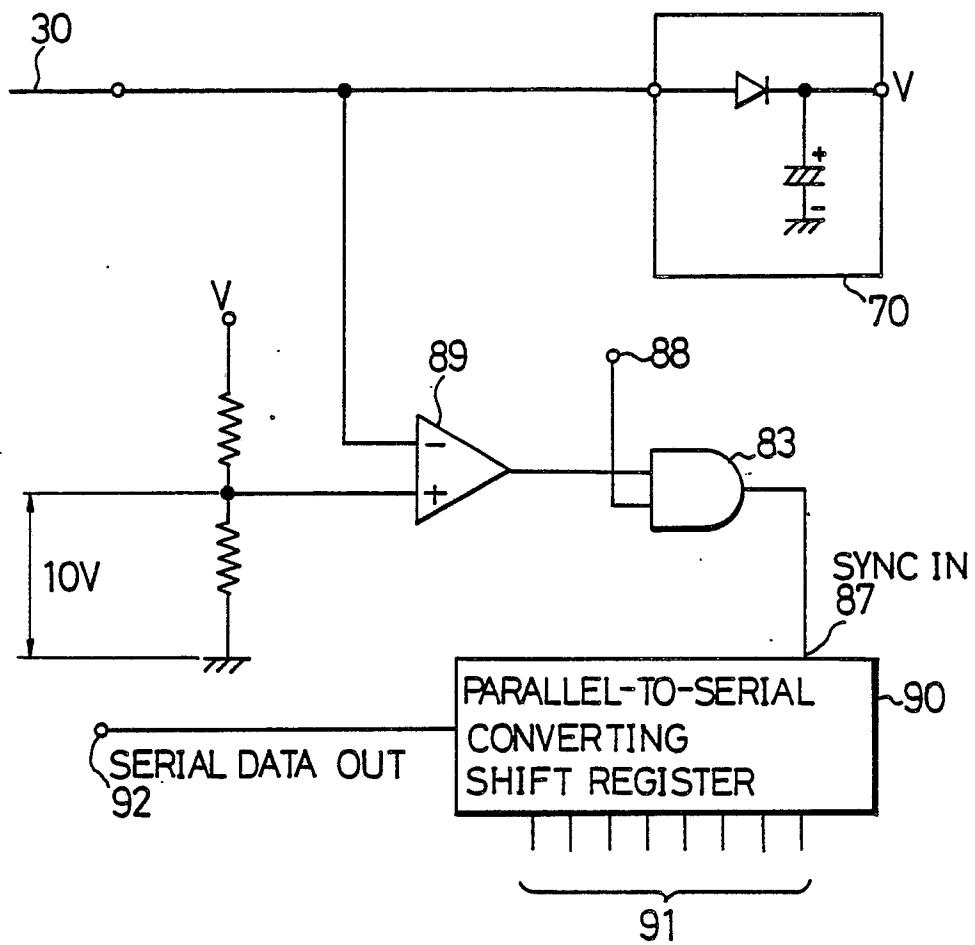 30
V
+
-
70
V
89
88
-
83
+
10V
SYNC IN
87
PARALLEL-TO-SERIAL
CONVERTING
SHIFT REGISTER
90
SERIAL DATA OUT
92
91